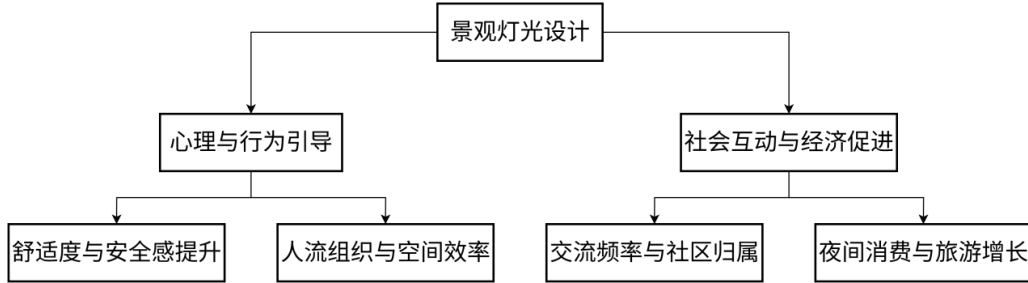 景观灯光设计
心理与行为引导
社会互动与经济促进
舒适度与安全感提升
人流组织与空间效率
交流频率与社区归属
夜间消费与旅游增长